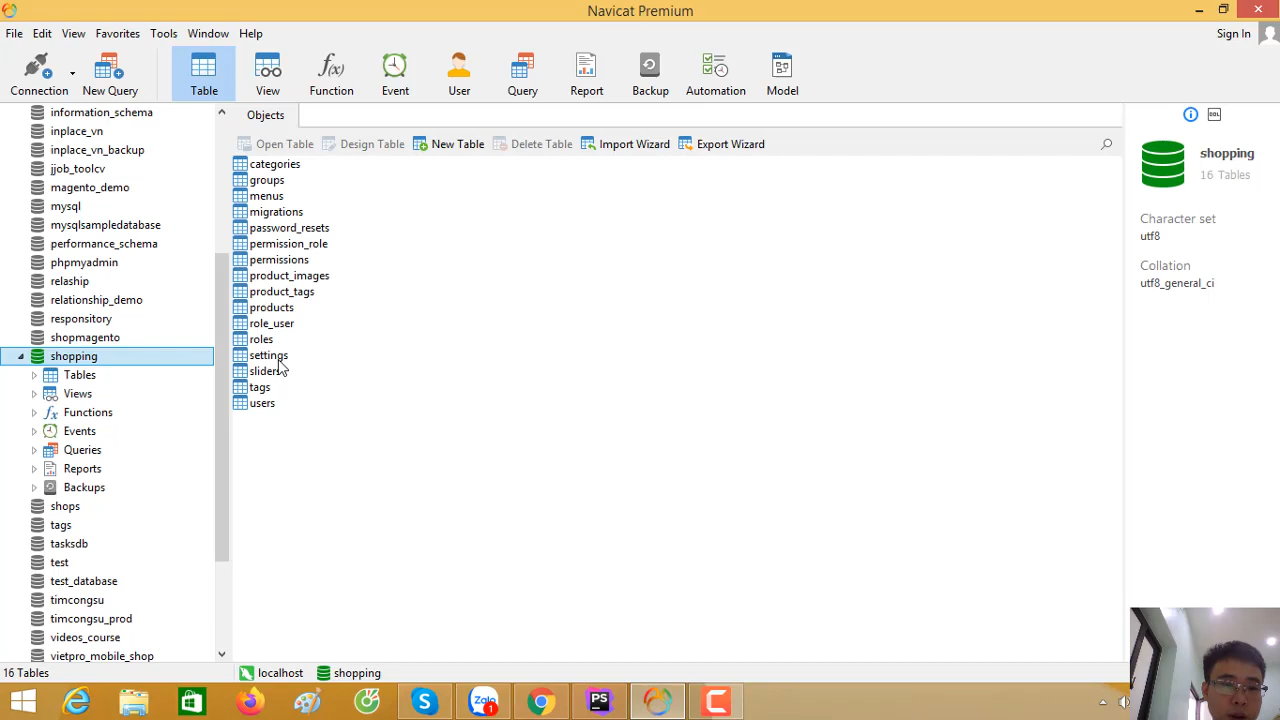 Navicat Premium
File Edit View Favorites Tools Window Help
Sign In
Connection New Query Table View Function Event User Query Report Backup Automation Model
information_schema
inplace_vn
inplace_vn_backup
jjob_toolcv
magento_demo
mysql
mysqlsampledatabase
performance_schema
phpmyadmin
relaship
relationship_demo
responsitory
shopmagento
shopping
Tables
Views
Functions
Events
Queries
Reports
Backups
shops
tags
tasksdb
test
test_database
timcongsu
timcongsu_prod
videos_course
vietpro_mobile_shop
Objects
Open Table Design Table New Table Delete Table Import Wizard Export Wizard
categories
groups
menus
migrations
password_resets
permission_role
permissions
product_images
product_tags
products
role_user
roles
settings
sliders
tags
users
DDL
shopping
16 Tables
Character set
utf8
Collation
utf8_general_ci
16 Tables localhost shopping
Zalo 1
PS